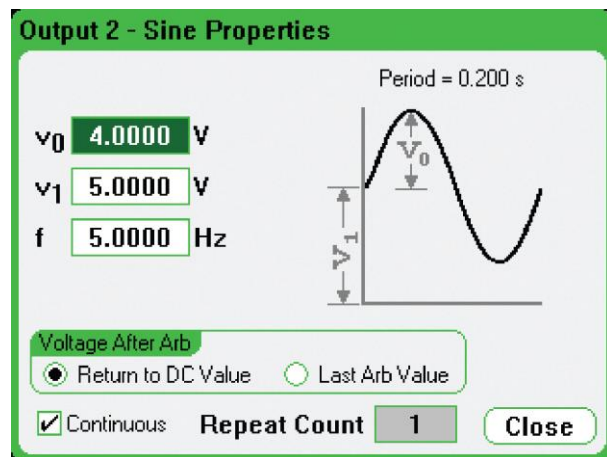 Output 2 - Sine Properties
Period = 0.200 s
v0 4.0000 V
v1 5.0000 V
f 5.0000 Hz
V0
V1
Voltage After Arb
Return to DC Value Last Arb Value
Continuous Repeat Count 1 Close